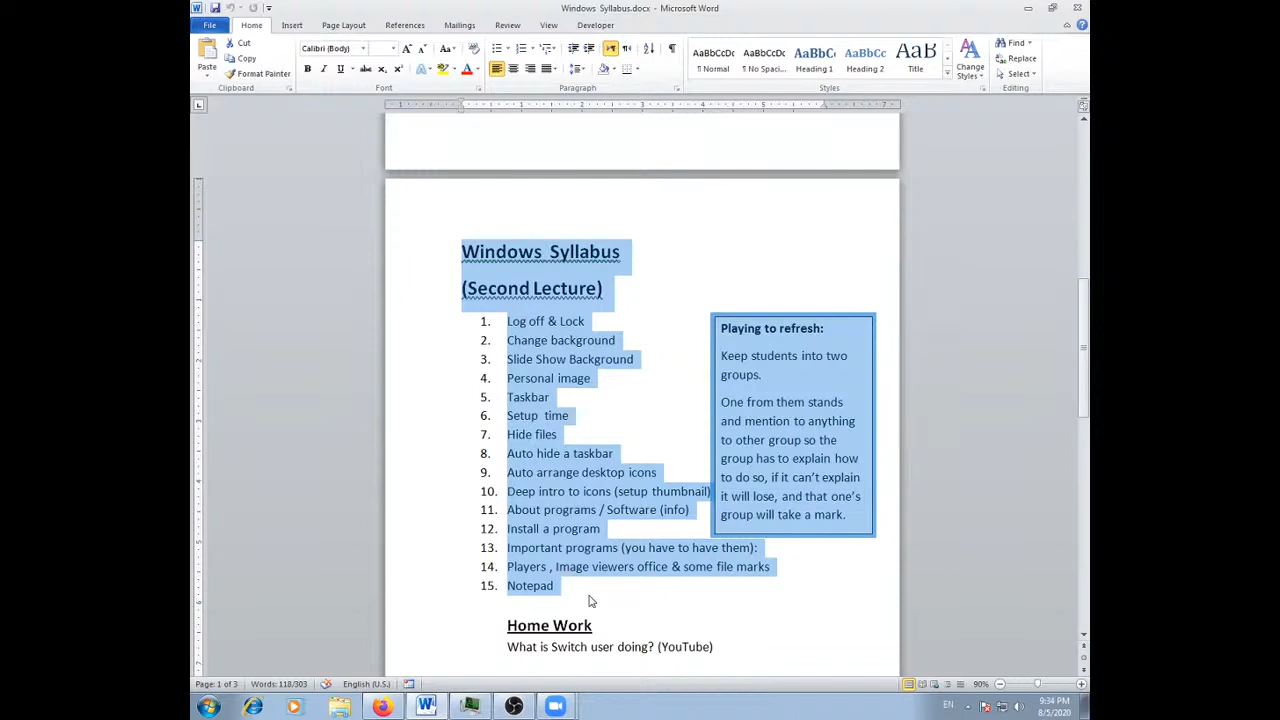 Windows Syllabus.docx - Microsoft Word
File Home Insert Page Layout References Mailings Review View Developer
Paste
Cut
Copy
Format Painter
Clipboard
Calibri (Body)
Font
Paragraph
AaBbCcDc AaBbCcDc AaBbC AaBbCc AaB
¶ Normal ¶ No Spaci... Heading 1 Heading 2 Title
Change Styles
Styles
Find
Replace
Select
Editing
Windows Syllabus
(Second Lecture)
1. Log off & Lock
2. Change background
3. Slide Show Background
4. Personal image
5. Taskbar
6. Setup time
7. Hide files
8. Auto hide a taskbar
9. Auto arrange desktop icons
10. Deep intro to icons (setup thumbnail)
11. About programs / Software (info)
12. Install a program
13. Important programs (you have to have them):
14. Players , Image viewers office & some file marks
15. Notepad
Playing to refresh:
Keep students into two
groups.
One from them stands
and mention to anything
to other group so the
group has to explain how
to do so, if it can't explain
it will lose, and that one's
group will take a mark.
Home Work
What is Switch user doing? (YouTube)
Page: 1 of 3 Words: 118/303 English (U.S.) 90%
EN 9:34 PM
8/5/2020